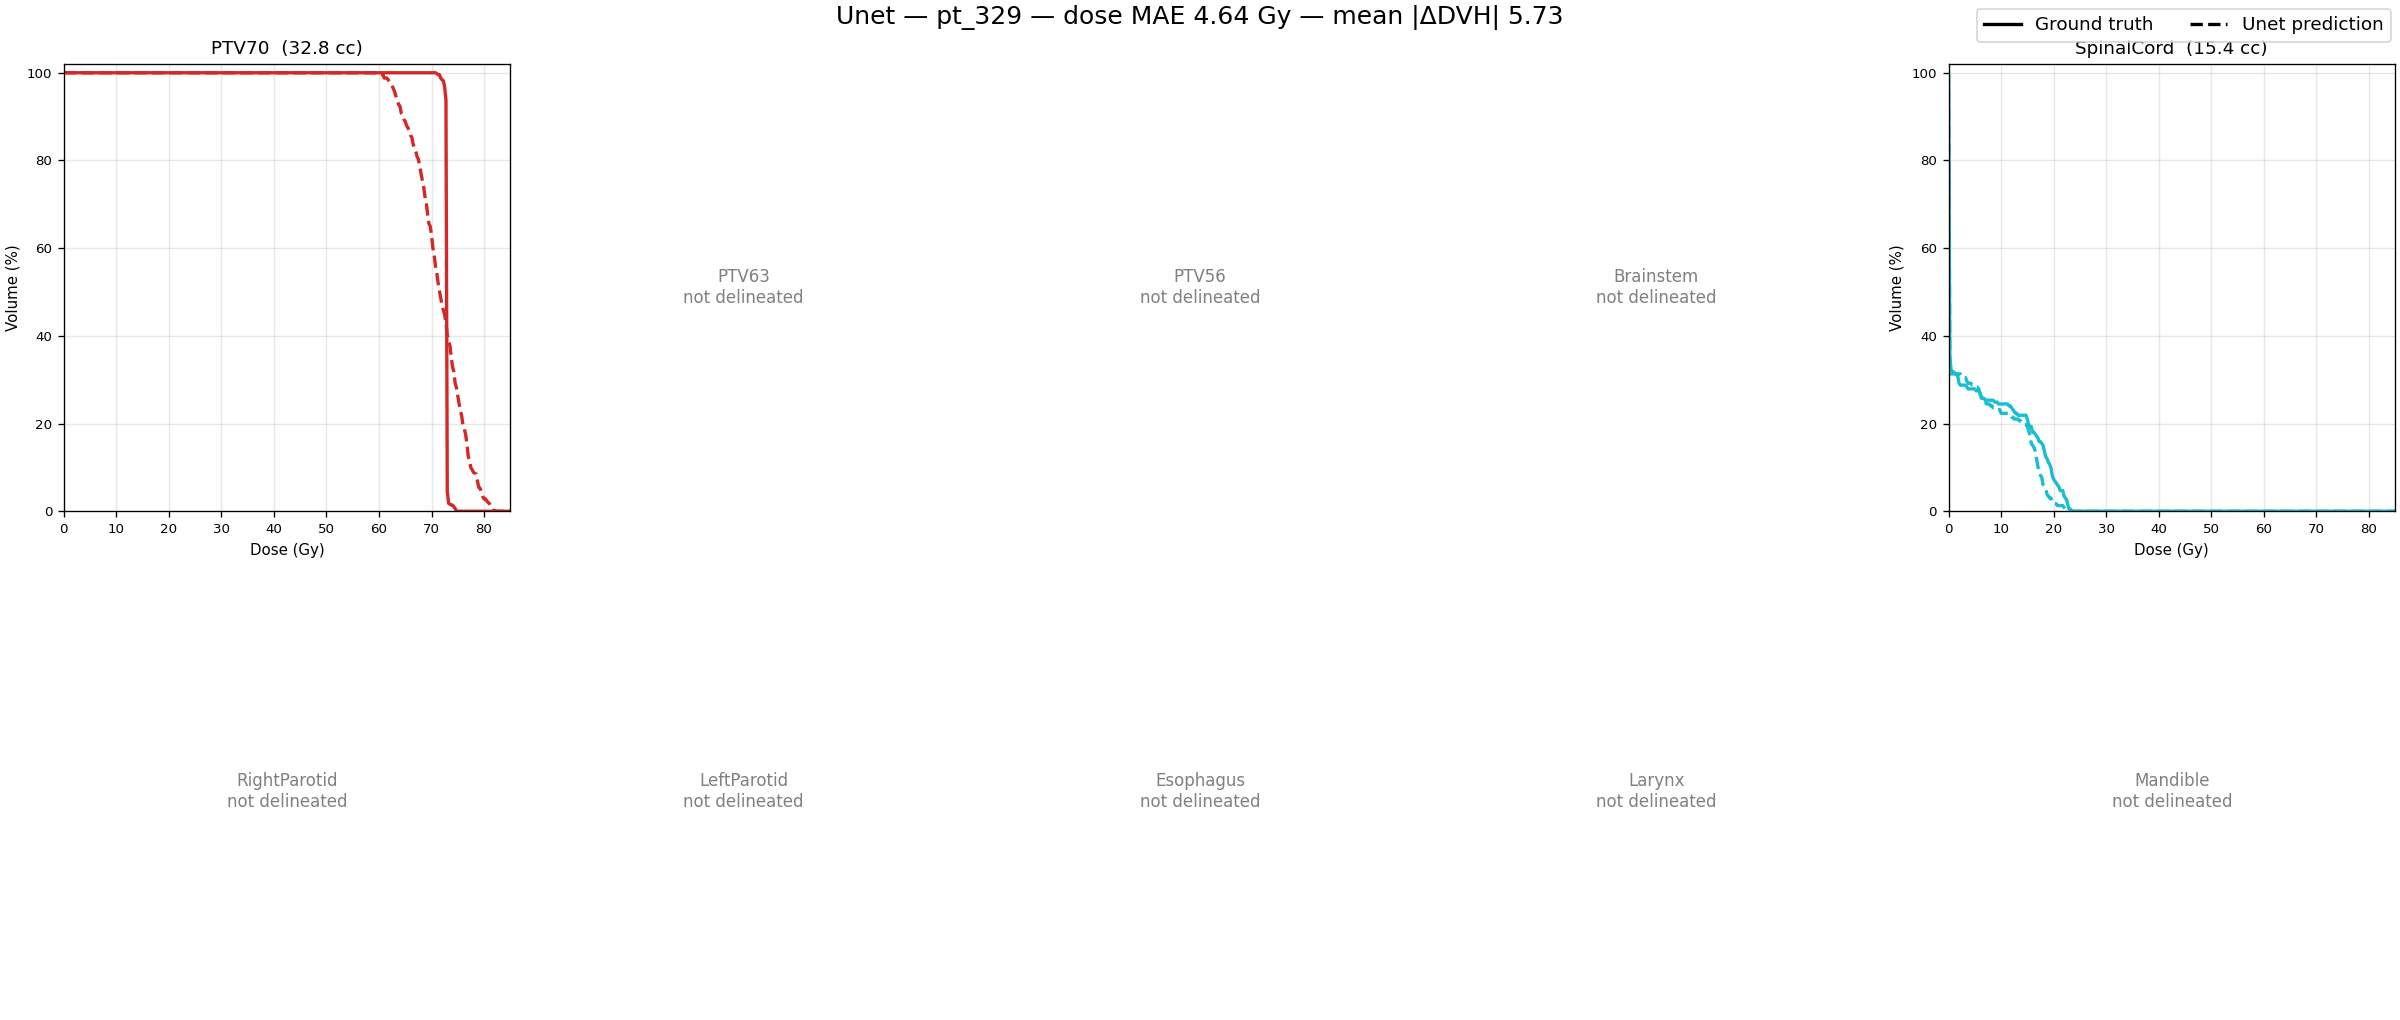 Unet — pt_329 — dose MAE 4.64 Gy — mean |ΔDVH| 5.73
Ground truth
Unet prediction
PTV70  (32.8 cc)
100
80
60
40
20
0
Volume (%)
0 10 20 30 40 50 60 70 80
Dose (Gy)
PTV63
not delineated
PTV56
not delineated
Brainstem
not delineated
SpinalCord  (15.4 cc)
100
80
60
40
20
0
Volume (%)
0 10 20 30 40 50 60 70 80
Dose (Gy)
RightParotid
not delineated
LeftParotid
not delineated
Esophagus
not delineated
Larynx
not delineated
Mandible
not delineated